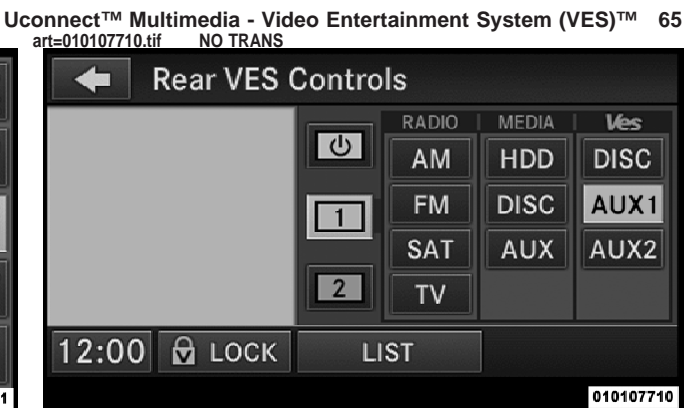 Uconnect™ Multimedia - Video Entertainment System (VES)™ 65
art=010107710.tif NO TRANS
Rear VES Controls
RADIO MEDIA Ves
AM HDD DISC
1 FM DISC AUX1
SAT AUX AUX2
2 TV
12:00 LOCK LIST
1 010107710